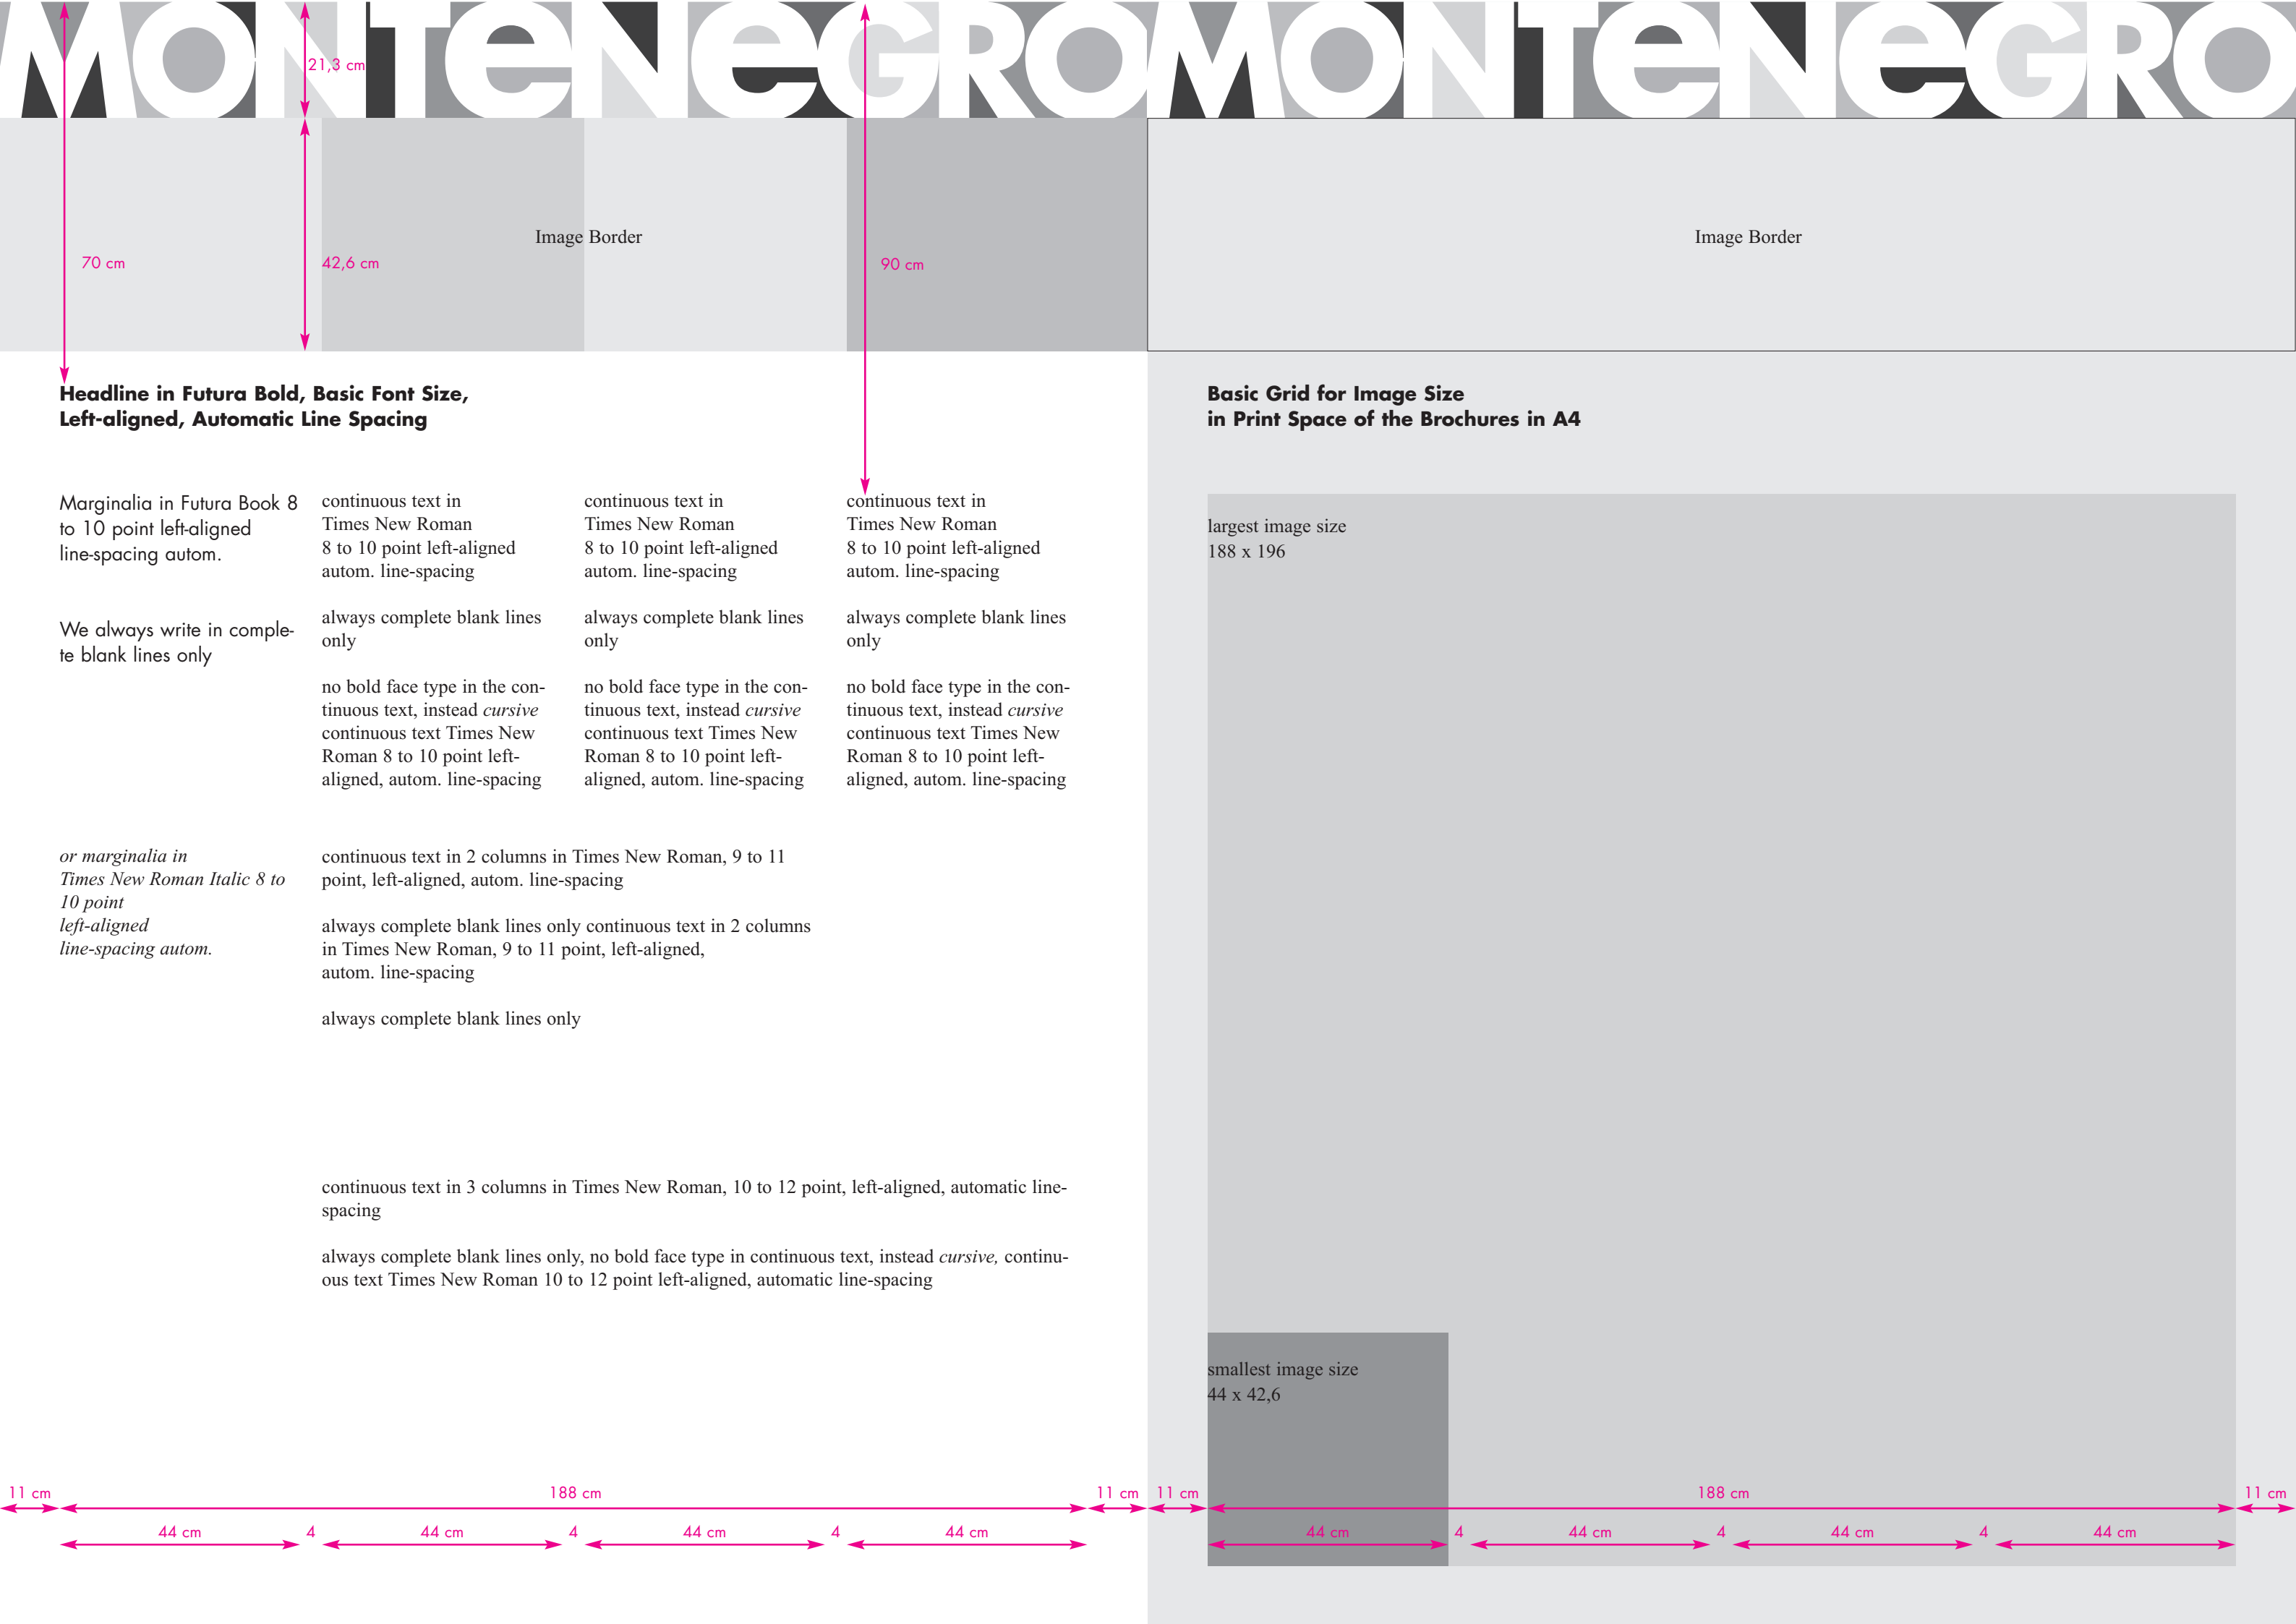 MONTeNeGROMONTeNeGRO
21,3 cm
70 cm
42,6 cm
Image Border
90 cm
Image Border
Headline in Futura Bold, Basic Font Size,
Left-aligned, Automatic Line Spacing
Marginalia in Futura Book 8
to 10 point left-aligned
line-spacing autom.
We always write in comple-
te blank lines only
continuous text in
Times New Roman
8 to 10 point left-aligned
autom. line-spacing
always complete blank lines
only
no bold face type in the con-
tinuous text, instead cursive
continuous text Times New
Roman 8 to 10 point left-
aligned, autom. line-spacing
continuous text in
Times New Roman
8 to 10 point left-aligned
autom. line-spacing
always complete blank lines
only
no bold face type in the con-
tinuous text, instead cursive
continuous text Times New
Roman 8 to 10 point left-
aligned, autom. line-spacing
continuous text in
Times New Roman
8 to 10 point left-aligned
autom. line-spacing
always complete blank lines
only
no bold face type in the con-
tinuous text, instead cursive
continuous text Times New
Roman 8 to 10 point left-
aligned, autom. line-spacing
or marginalia in
Times New Roman Italic 8 to
10 point
left-aligned
line-spacing autom.
continuous text in 2 columns in Times New Roman, 9 to 11
point, left-aligned, autom. line-spacing
always complete blank lines only continuous text in 2 columns
in Times New Roman, 9 to 11 point, left-aligned,
autom. line-spacing
always complete blank lines only
continuous text in 3 columns in Times New Roman, 10 to 12 point, left-aligned, automatic line-
spacing
always complete blank lines only, no bold face type in continuous text, instead cursive, continu-
ous text Times New Roman 10 to 12 point left-aligned, automatic line-spacing
11 cm 188 cm 11 cm
44 cm 4 44 cm 4 44 cm 4 44 cm
Basic Grid for Image Size
in Print Space of the Brochures in A4
largest image size
188 x 196
smallest image size
44 x 42,6
11 cm 188 cm 11 cm
44 cm 4 44 cm 4 44 cm 4 44 cm